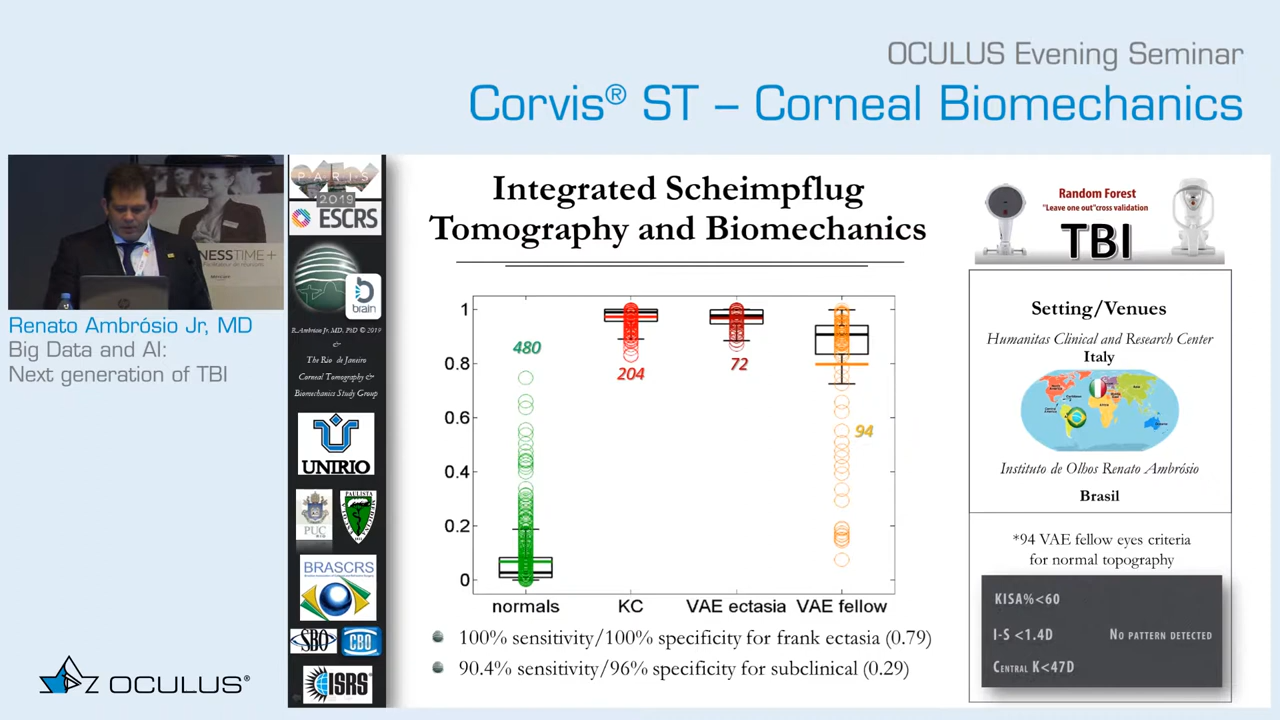 OCULUS Evening Seminar
Corvis® ST – Corneal Biomechanics
NESSTIME+
Renato Ambrósio Jr, MD
Big Data and AI:
Next generation of TBI
OCULUS®
PARIS
2019
ESCRS
brain
R.Ambrósio Jr. MD, PhD © 2019
&
The Rio de Janeiro
Corneal Tomography &
Biomechanics Study Group
UNIRIO
PUC
RIO
BRASCRS
SBO
CBO
ISRS
Integrated Scheimpflug
Tomography and Biomechanics
1
0.8
0.6
0.4
0.2
0
480
204
72
94
normals
KC
VAE ectasia
VAE fellow
100% sensitivity/100% specificity for frank ectasia (0.79)
90.4% sensitivity/96% specificity for subclinical (0.29)
Random Forest
"Leave one out"cross validation
TBI
Setting/Venues
Humanitas Clinical and Research Center
Italy
Instituto de Olhos Renato Ambrósio
Brasil
*94 VAE fellow eyes criteria
for normal topography
KISA%<60
I-S <1.4D
No pattern detected
Central K<47D